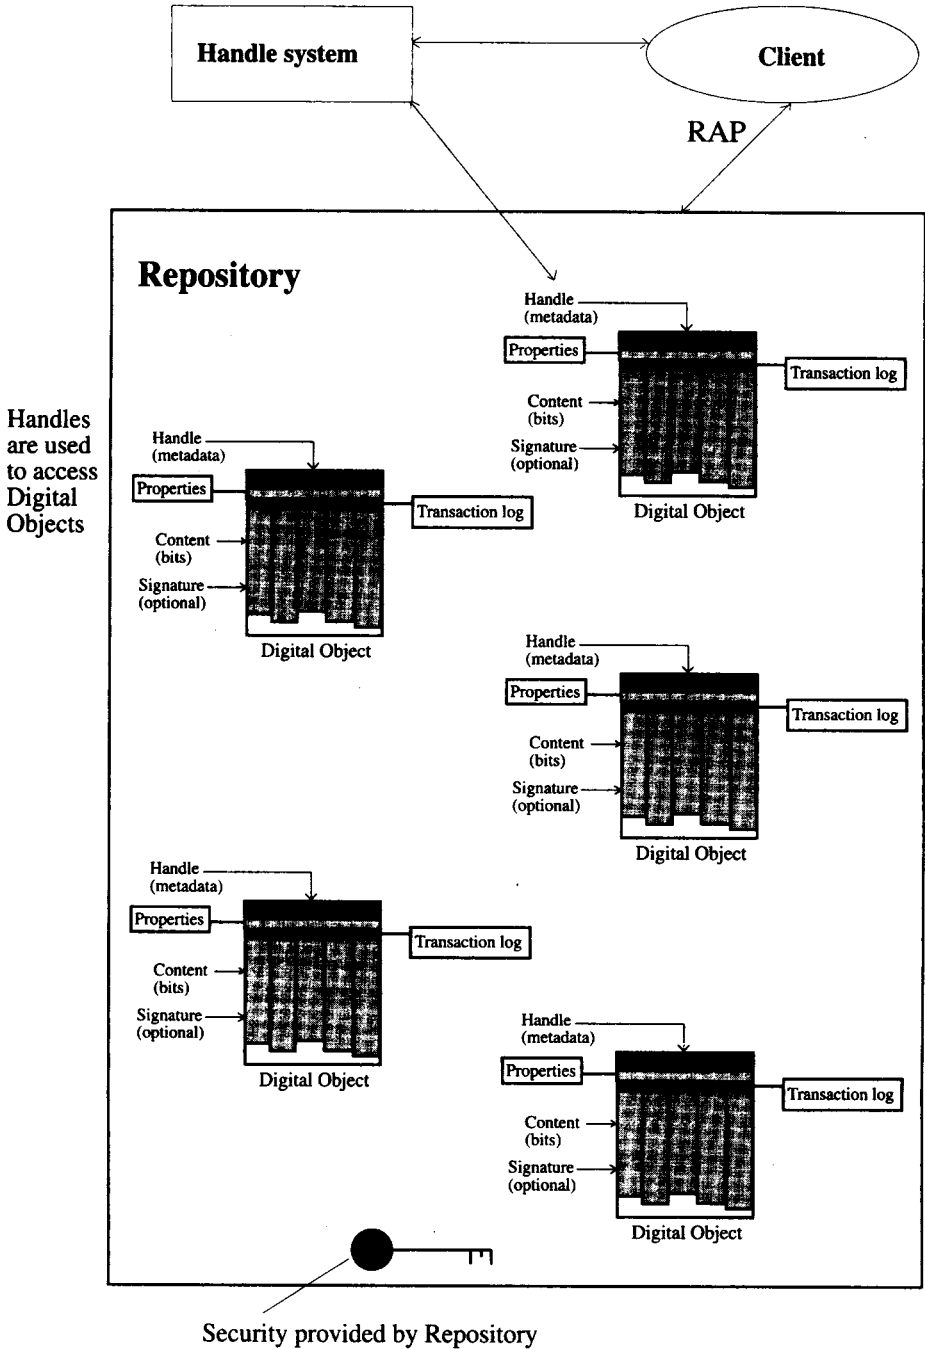 Handle system
Client
RAP
Repository
Handles
are used
to access
Digital
Objects
Handle
(metadata)
Properties
Transaction log
Content
(bits)
Signature
(optional)
Digital Object
Handle
(metadata)
Properties
Transaction log
Content
(bits)
Signature
(optional)
Digital Object
Handle
(metadata)
Properties
Transaction log
Content
(bits)
Signature
(optional)
Digital Object
Handle
(metadata)
Properties
Transaction log
Content
(bits)
Signature
(optional)
Digital Object
Handle
(metadata)
Properties
Transaction log
Content
(bits)
Signature
(optional)
Digital Object
Security provided by Repository